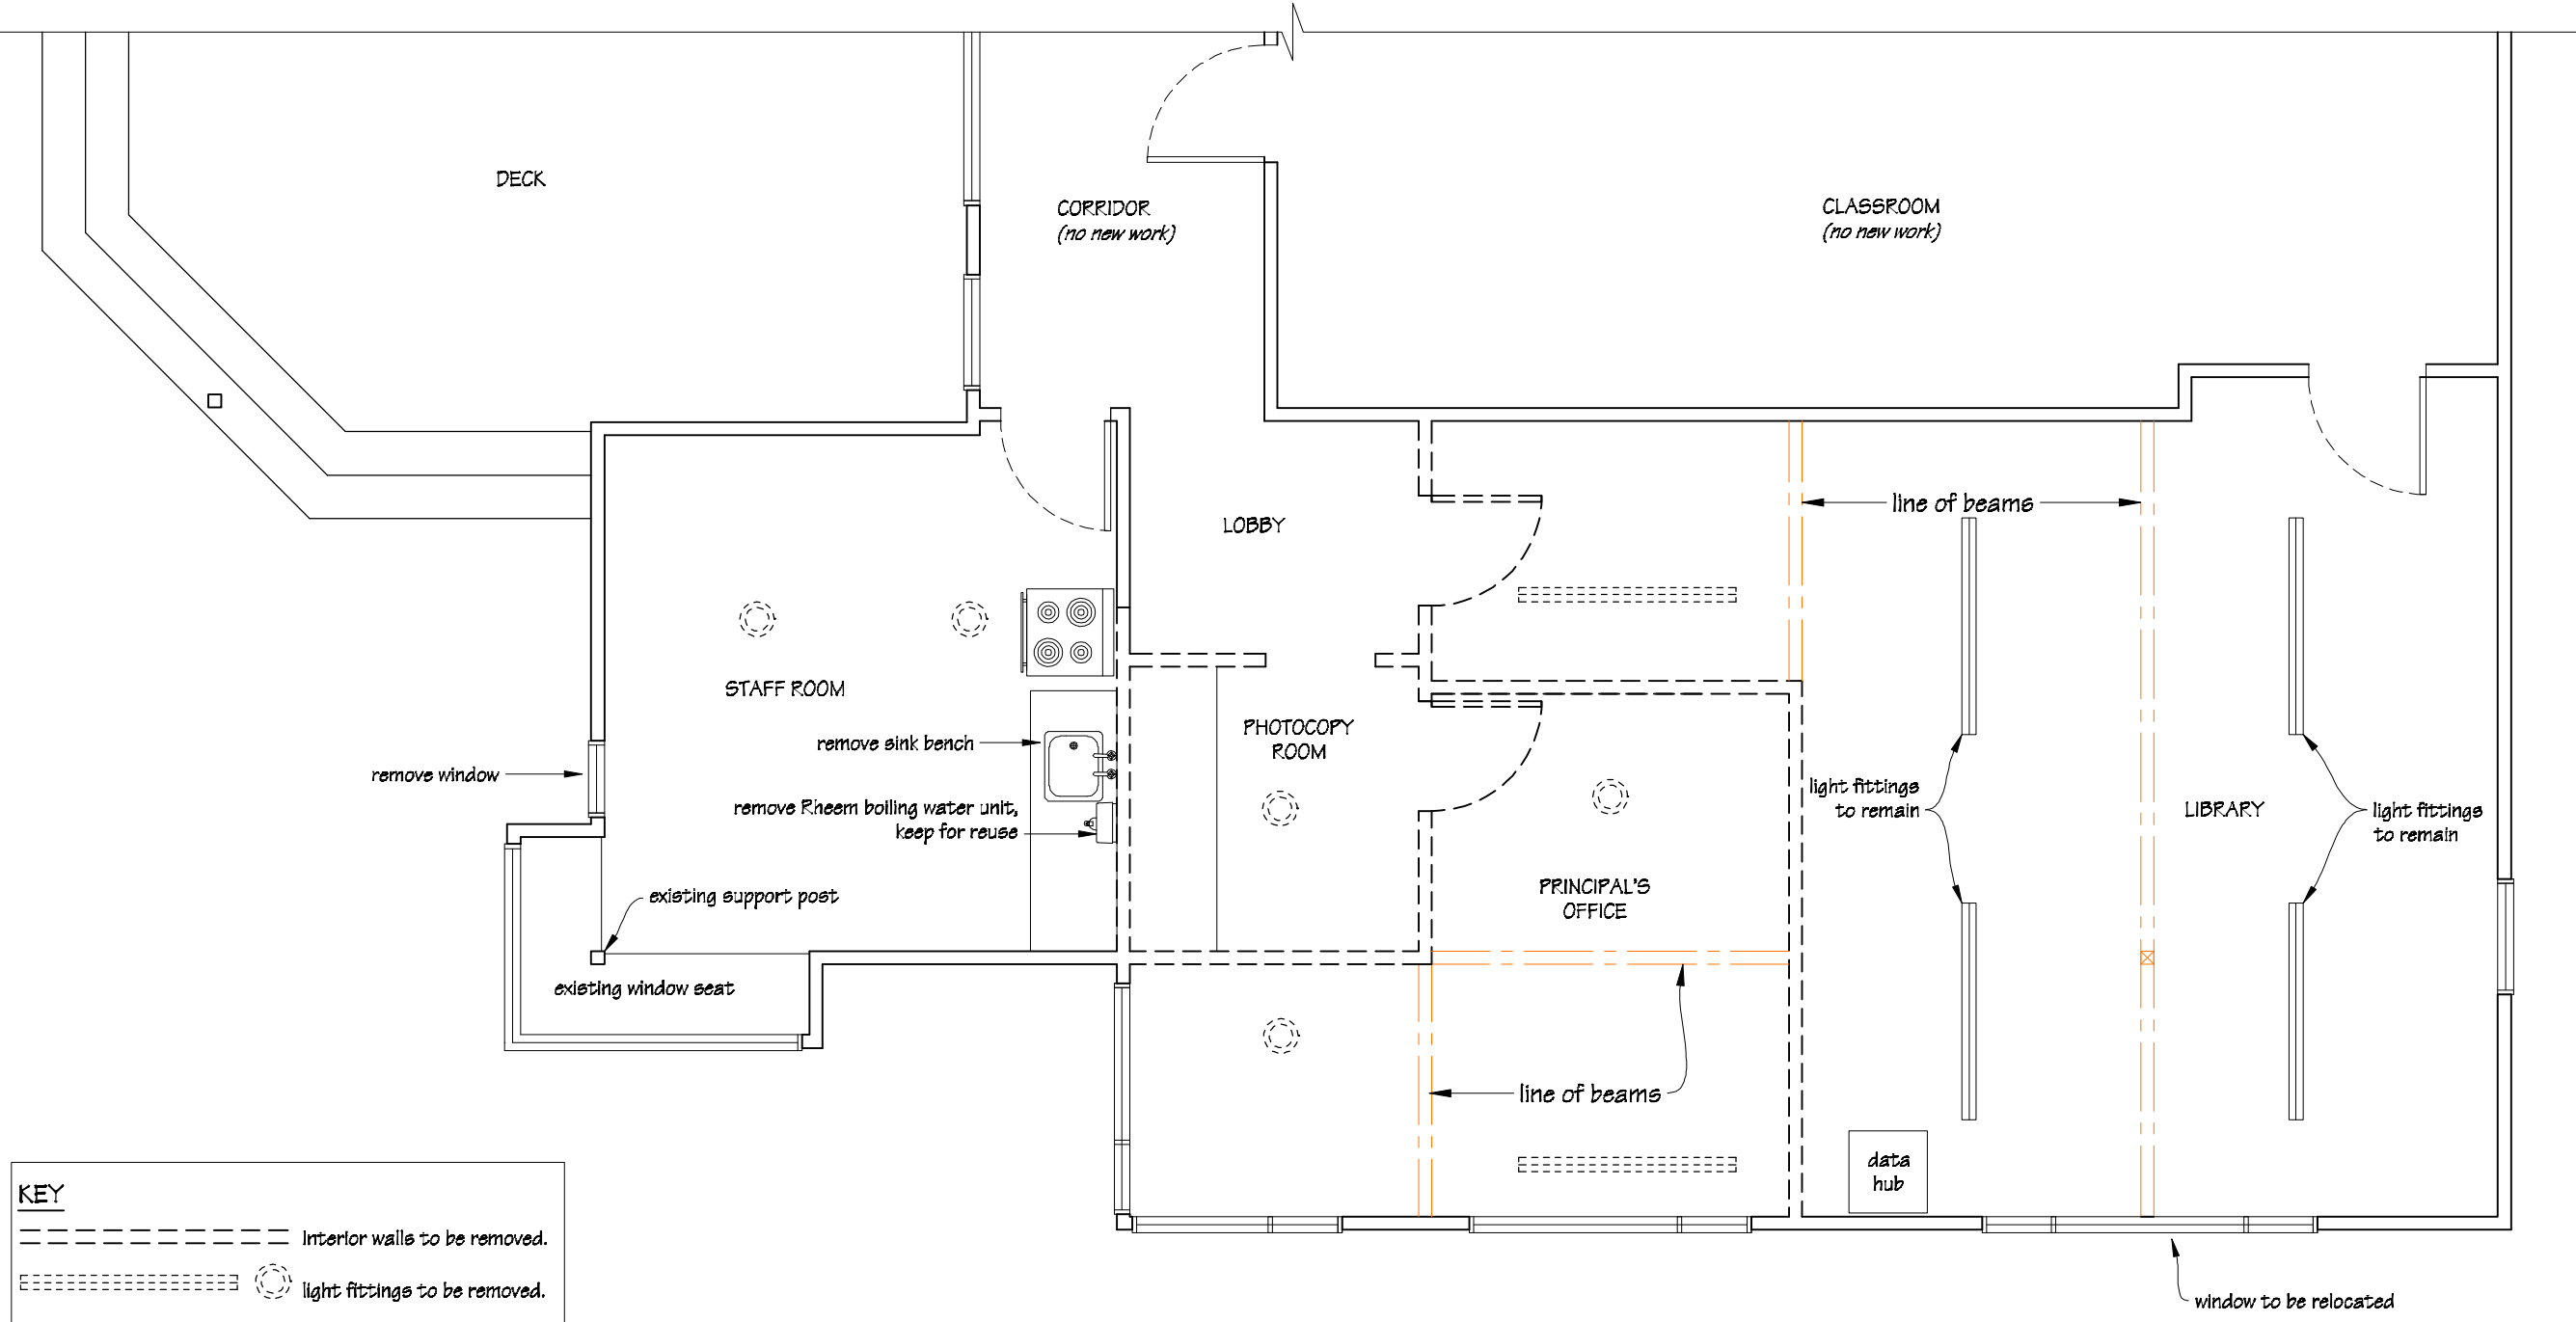 DECK
CORRIDOR
(no new work)
CLASSROOM
(no new work)
line of beams
LOBBY
STAFF ROOM
PHOTOCOPY
ROOM
remove sink bench
remove window
remove Rheem boiling water unit,
keep for reuse
light fittings
to remain
LIBRARY
light fittings
to remain
existing support post
PRINCIPAL'S
OFFICE
existing window seat
line of beams
data
hub
KEY
Interior walls to be removed.
light fittings to be removed.
window to be relocated